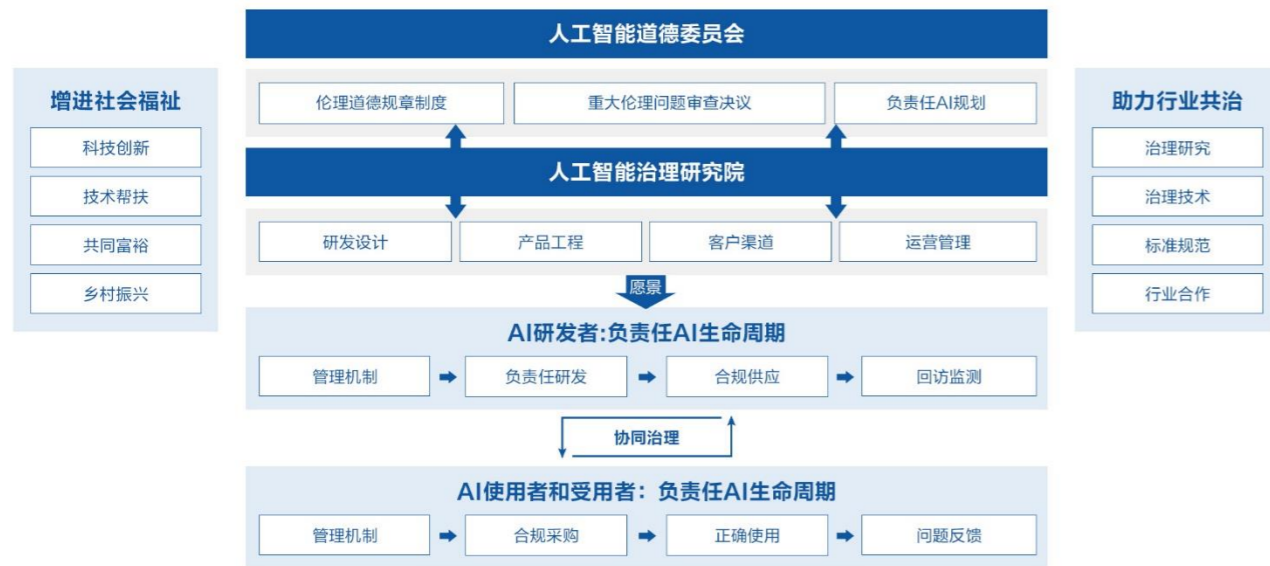 人工智能道德委员会
伦理道德规章制度
重大伦理问题审查决议
负责任AI规划
增进社会福祉
科技创新
技术帮扶
共同富裕
乡村振兴
人工智能治理研究院
研发设计
产品工程
客户渠道
运营管理
助力行业共治
治理研究
治理技术
标准规范
行业合作
愿景
AI研发者:负责任AI生命周期
管理机制
负责任研发
合规供应
回访监测
协同治理
AI使用者和受用者：负责任AI生命周期
管理机制
合规采购
正确使用
问题反馈